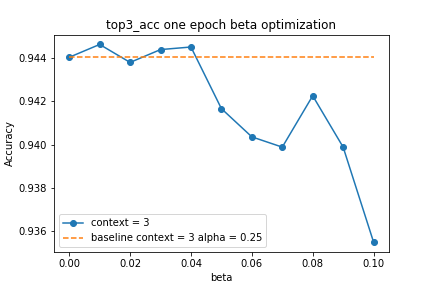 top3_acc one epoch beta optimization
Accuracy
0.944
0.942
0.940
0.938
0.936
context = 3
baseline context = 3 alpha = 0.25
0.00 0.02 0.04 0.06 0.08 0.10
beta